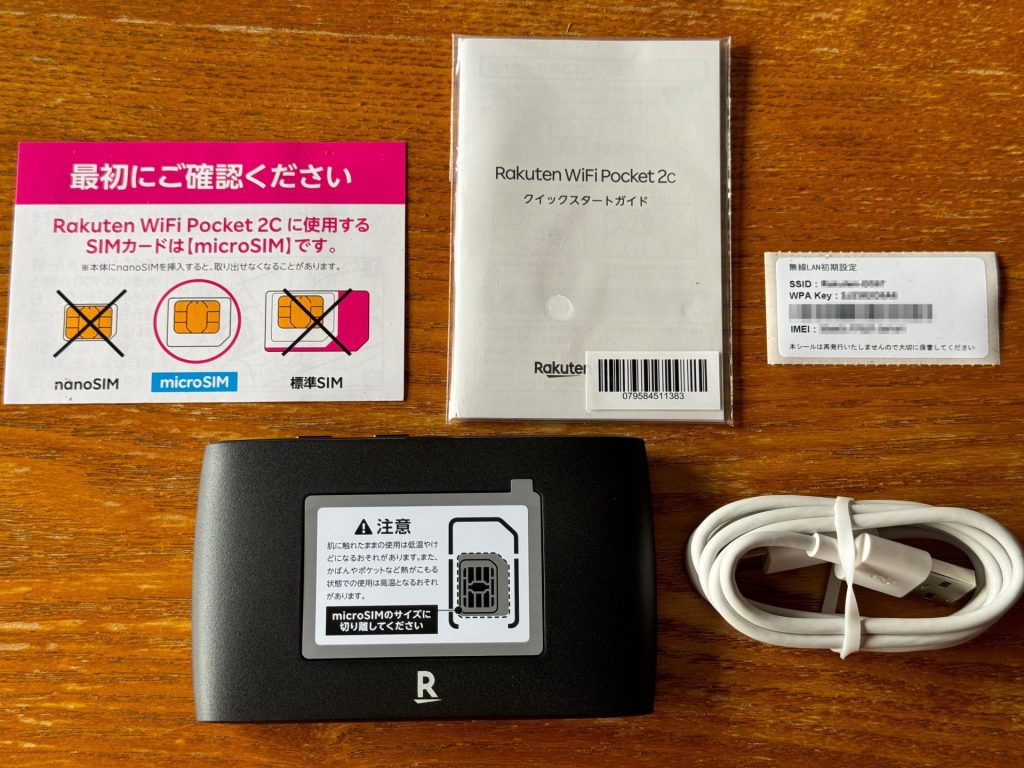 最初にご確認ください
Rakuten WiFi Pocket 2C に使用する
SIMカードは【microSIM】です。
※本体にnanoSIMを挿入すると、取り出せなくなることがあります。
nanoSIM
microSIM
標準SIM
Rakuten WiFi Pocket 2c
クイックスタートガイド
Rakuten
079584511383
無線LAN初期設定
SSID:
WPA Key:
IMEI:
本シールは再発行いたしませんので大切に保管してください
注意
肌に触れたままの使用は低温やけ
どになるおそれがあります。また、
かばんやポケットなど熱がこもる
状態での使用は高温となるおそれ
があります。
microSIMのサイズに
切り離してください
R